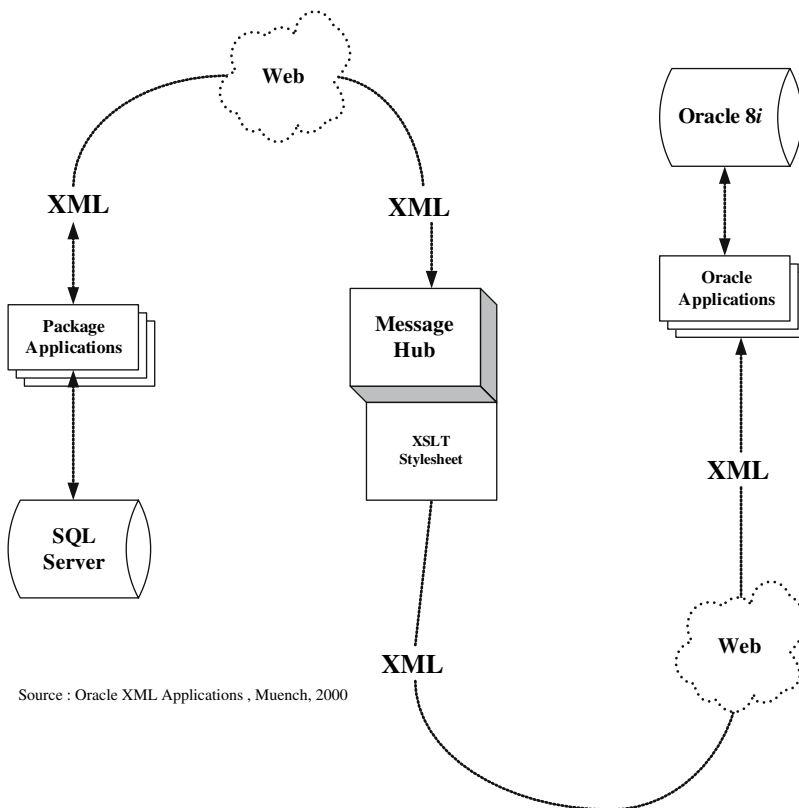 Web
Oracle 8i
XML
XML
Package
Applications
Message
Hub
Oracle
Applications
XSLT
Stylesheet
XML
SQL
Server
Web
XML
Source : Oracle XML Applications , Muench, 2000